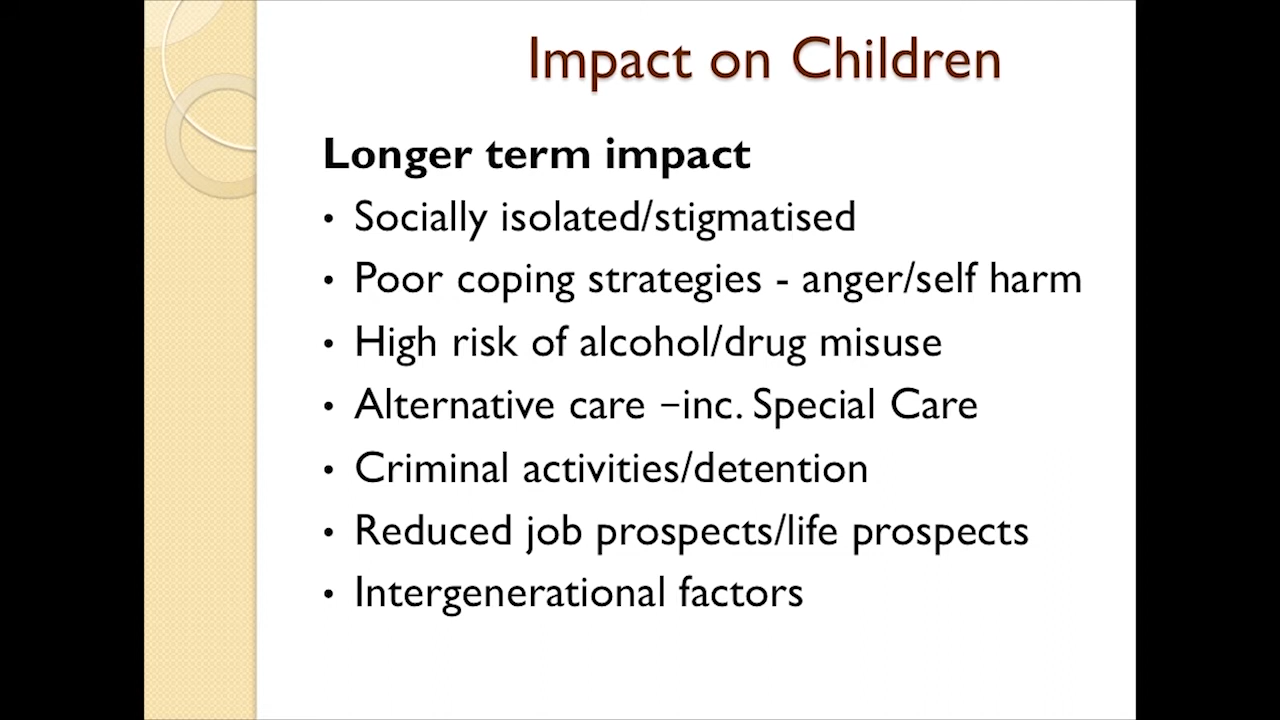 Impact on Children
Longer term impact
• Socially isolated/stigmatised
• Poor coping strategies - anger/self harm
• High risk of alcohol/drug misuse
• Alternative care –inc. Special Care
• Criminal activities/detention
• Reduced job prospects/life prospects
• Intergenerational factors